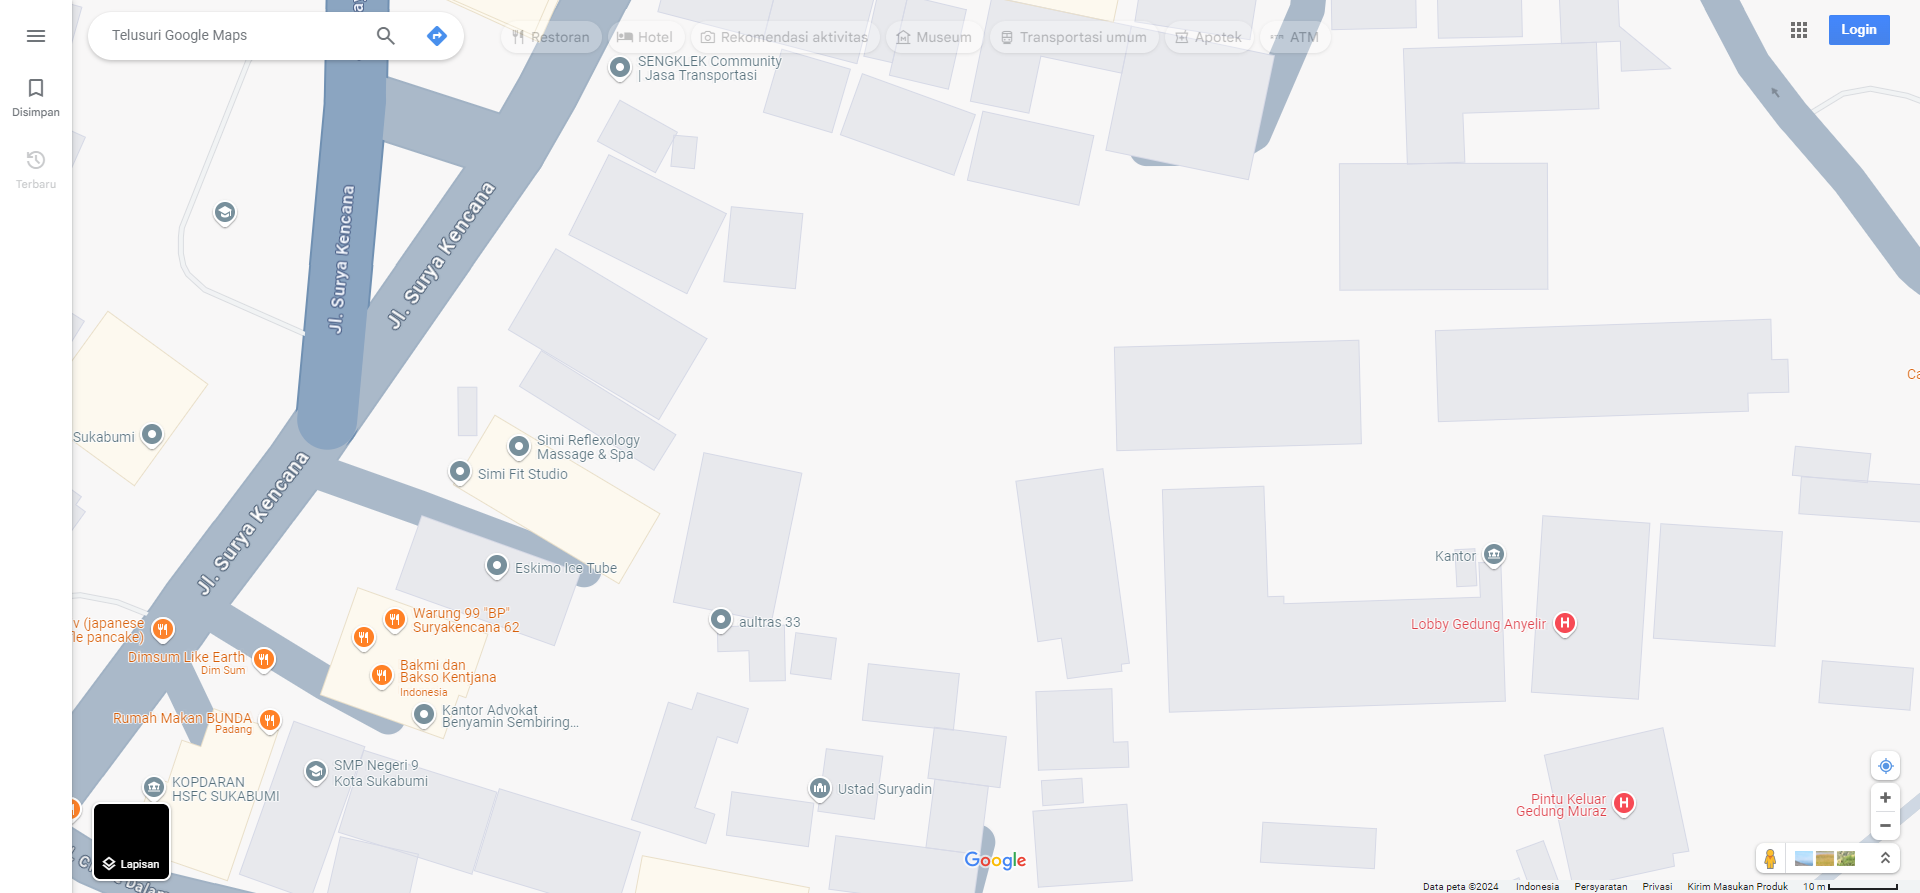 Telusuri Google Maps
Restoran
Hotel
Rekomendasi aktivitas
Museum
Transportasi umum
Apotek
ATM
Login
Disimpan
Terbaru
SENGKLEK Community
| Jasa Transportasi
Jl. Surya Kencana
Jl. Surya Kencana
Jl. Surya Kencana
Sukabumi
Simi Reflexology
Massage & Spa
Simi Fit Studio
Eskimo Ice Tube
Warung 99 "BP"
Suryakencana 62
v (japanese
fle pancake)
Dimsum Like Earth
Dim Sum
Bakmi dan
Bakso Kentjana
Indonesia
Rumah Makan BUNDA
Padang
Kantor Advokat
Benyamin Sembiring...
SMP Negeri 9
Kota Sukabumi
KOPDARAN
HSFC SUKABUMI
aultras 33
Ustad Suryadin
Kantor
Lobby Gedung Anyelir
Pintu Keluar
Gedung Muraz
Ca
Lapisan
Google
Data peta ©2024
Indonesia
Persyaratan
Privasi
Kirim Masukan Produk
10 m